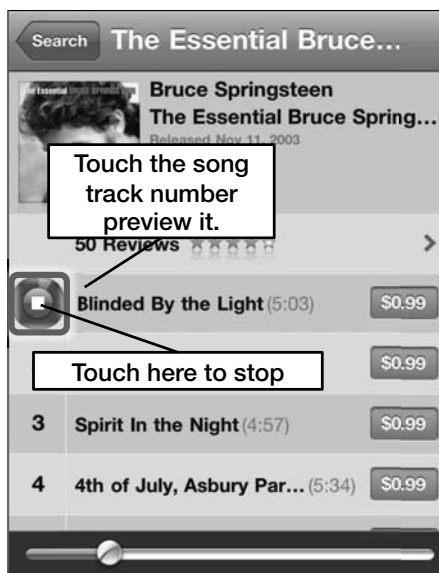 Search The Essential Bruce...
The Essential
Bruce Springsteen
The Essential Bruce Spring...
Released Nov 11, 2003
Touch the song
track number
preview it.
50 Reviews
Blinded By the Light (5:03) $0.99
Touch here to stop
$0.99
3 Spirit In the Night (4:57) $0.99
4 4th of July, Asbury Par... (5:34) $0.99